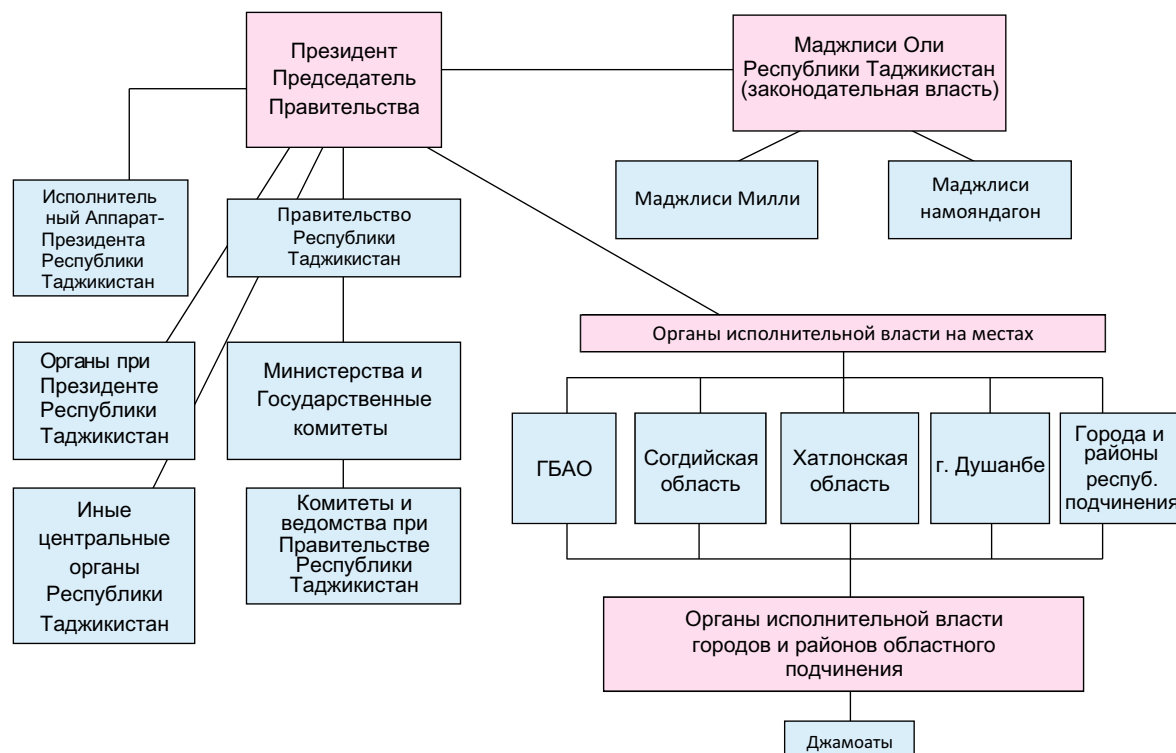 Президент
Председатель
Правительства
Маджлиси Оли
Республики Таджикистан
(законодательная власть)
Маджлиси Милли
Маджлиси
намояндагон
Исполнитель
ный Аппарат-
Президента
Республики
Таджикистан
Правительство
Республики
Таджикистан
Органы исполнительной власти на местах
Органы при
Президенте
Республики
Таджикистан
Министерства и
Государственные
комитеты
ГБАО
Согдийская
область
Хатлонская
область
г. Душанбе
Города и
районы
респуб.
подчинения
Иные
центральные
органы
Республики
Таджикистан
Комитеты и
ведомства при
Правительстве
Республики
Таджикистан
Органы исполнительной власти
городов и районов областного
подчинения
Джамоаты